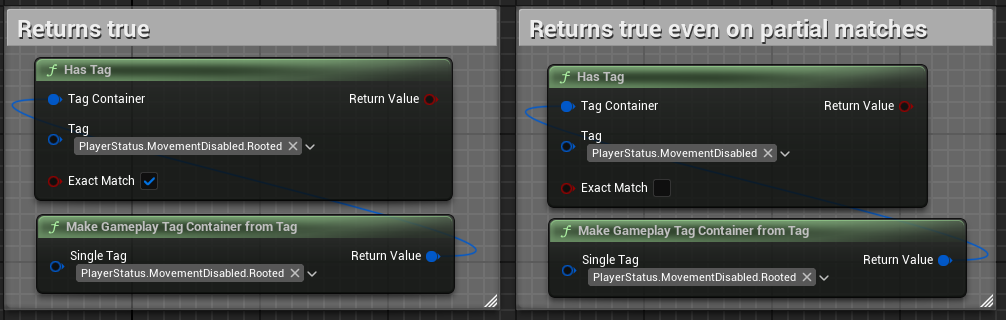 Returns true
Has Tag
Tag Container
Return Value
Tag
PlayerStatus.MovementDisabled.Rooted
Exact Match
Make Gameplay Tag Container from Tag
Single Tag
Return Value
PlayerStatus.MovementDisabled.Rooted
Returns true even on partial matches
Has Tag
Tag Container
Return Value
Tag
PlayerStatus.MovementDisabled
Exact Match
Make Gameplay Tag Container from Tag
Single Tag
Return Value
PlayerStatus.MovementDisabled.Rooted